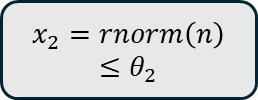 x₂ = rnorm(n)
≤ θ₂